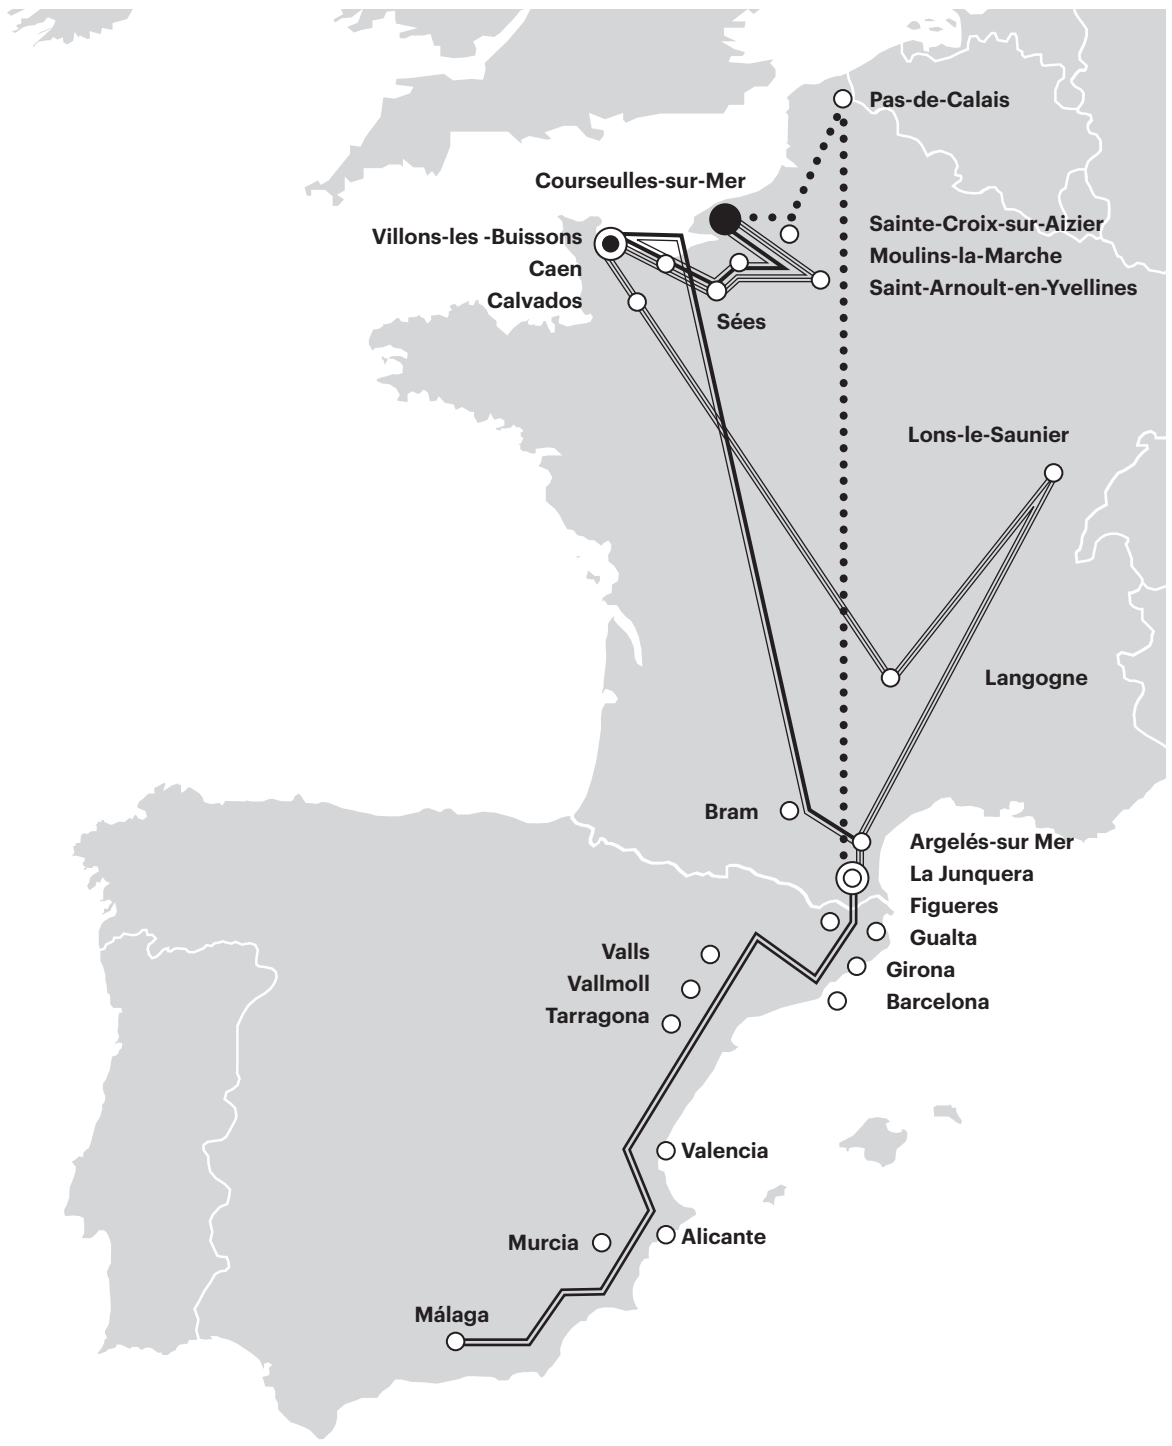 Pas-de-Calais
Courseulles-sur-Mer
Villons-les -Buissons
Caen
Calvados
Sainte-Croix-sur-Aizier
Moulins-la-Marche
Saint-Arnoult-en-Yvellines
Sées
Lons-le-Saunier
Langogne
Bram
Argelés-sur Mer
La Junquera
Figueres
Gualta
Girona
Barcelona
Valls
Vallmoll
Tarragona
Valencia
Murcia
Alicante
Málaga